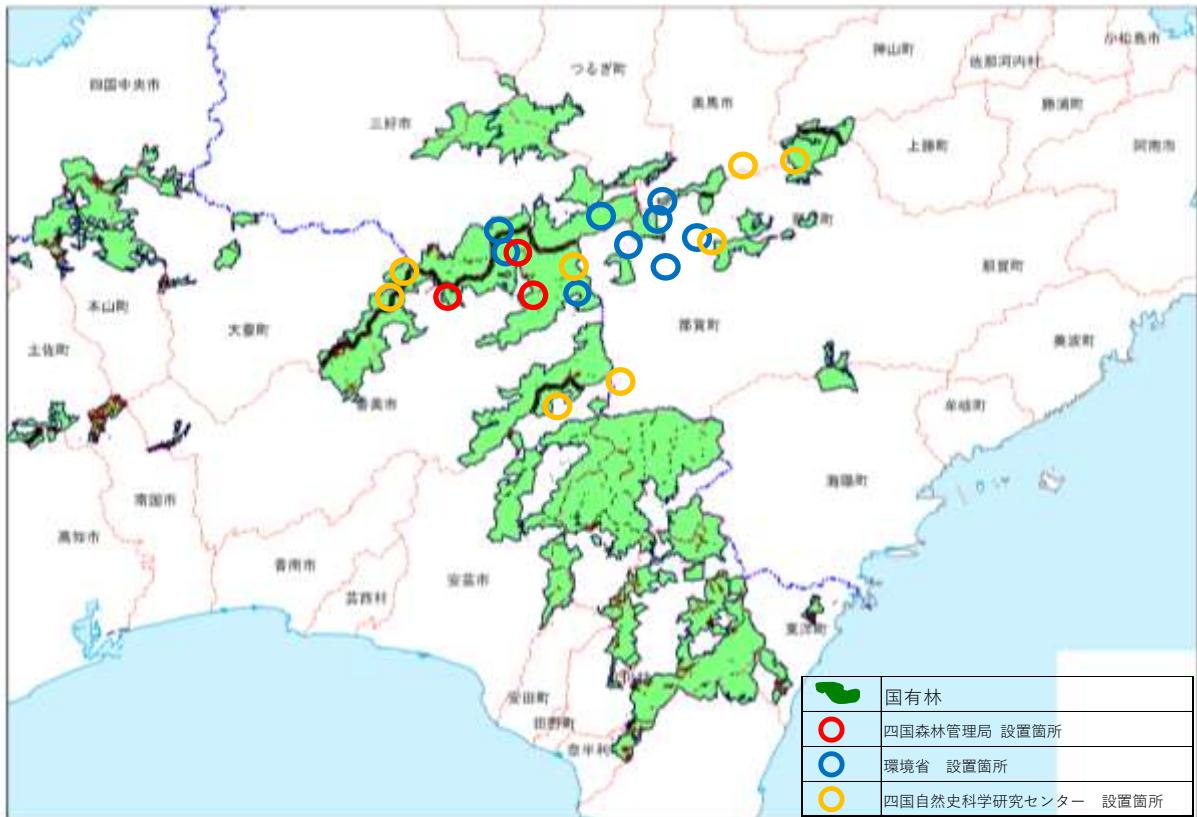 小松島市
神山町
佐那河内村
つるぎ町
四国中央市
美馬市
勝浦町
三好市
上勝町
阿南市
那賀町
本山町
大豊町
那賀町
美波町
土佐町
香美市
牟岐町
海陽町
南国市
高知市
香南市
安芸市
芸西村
東洋町
安田町
田野町
奈半利
国有林
四国森林管理局 設置箇所
環境省　設置箇所
四国自然史科学研究センター　設置箇所